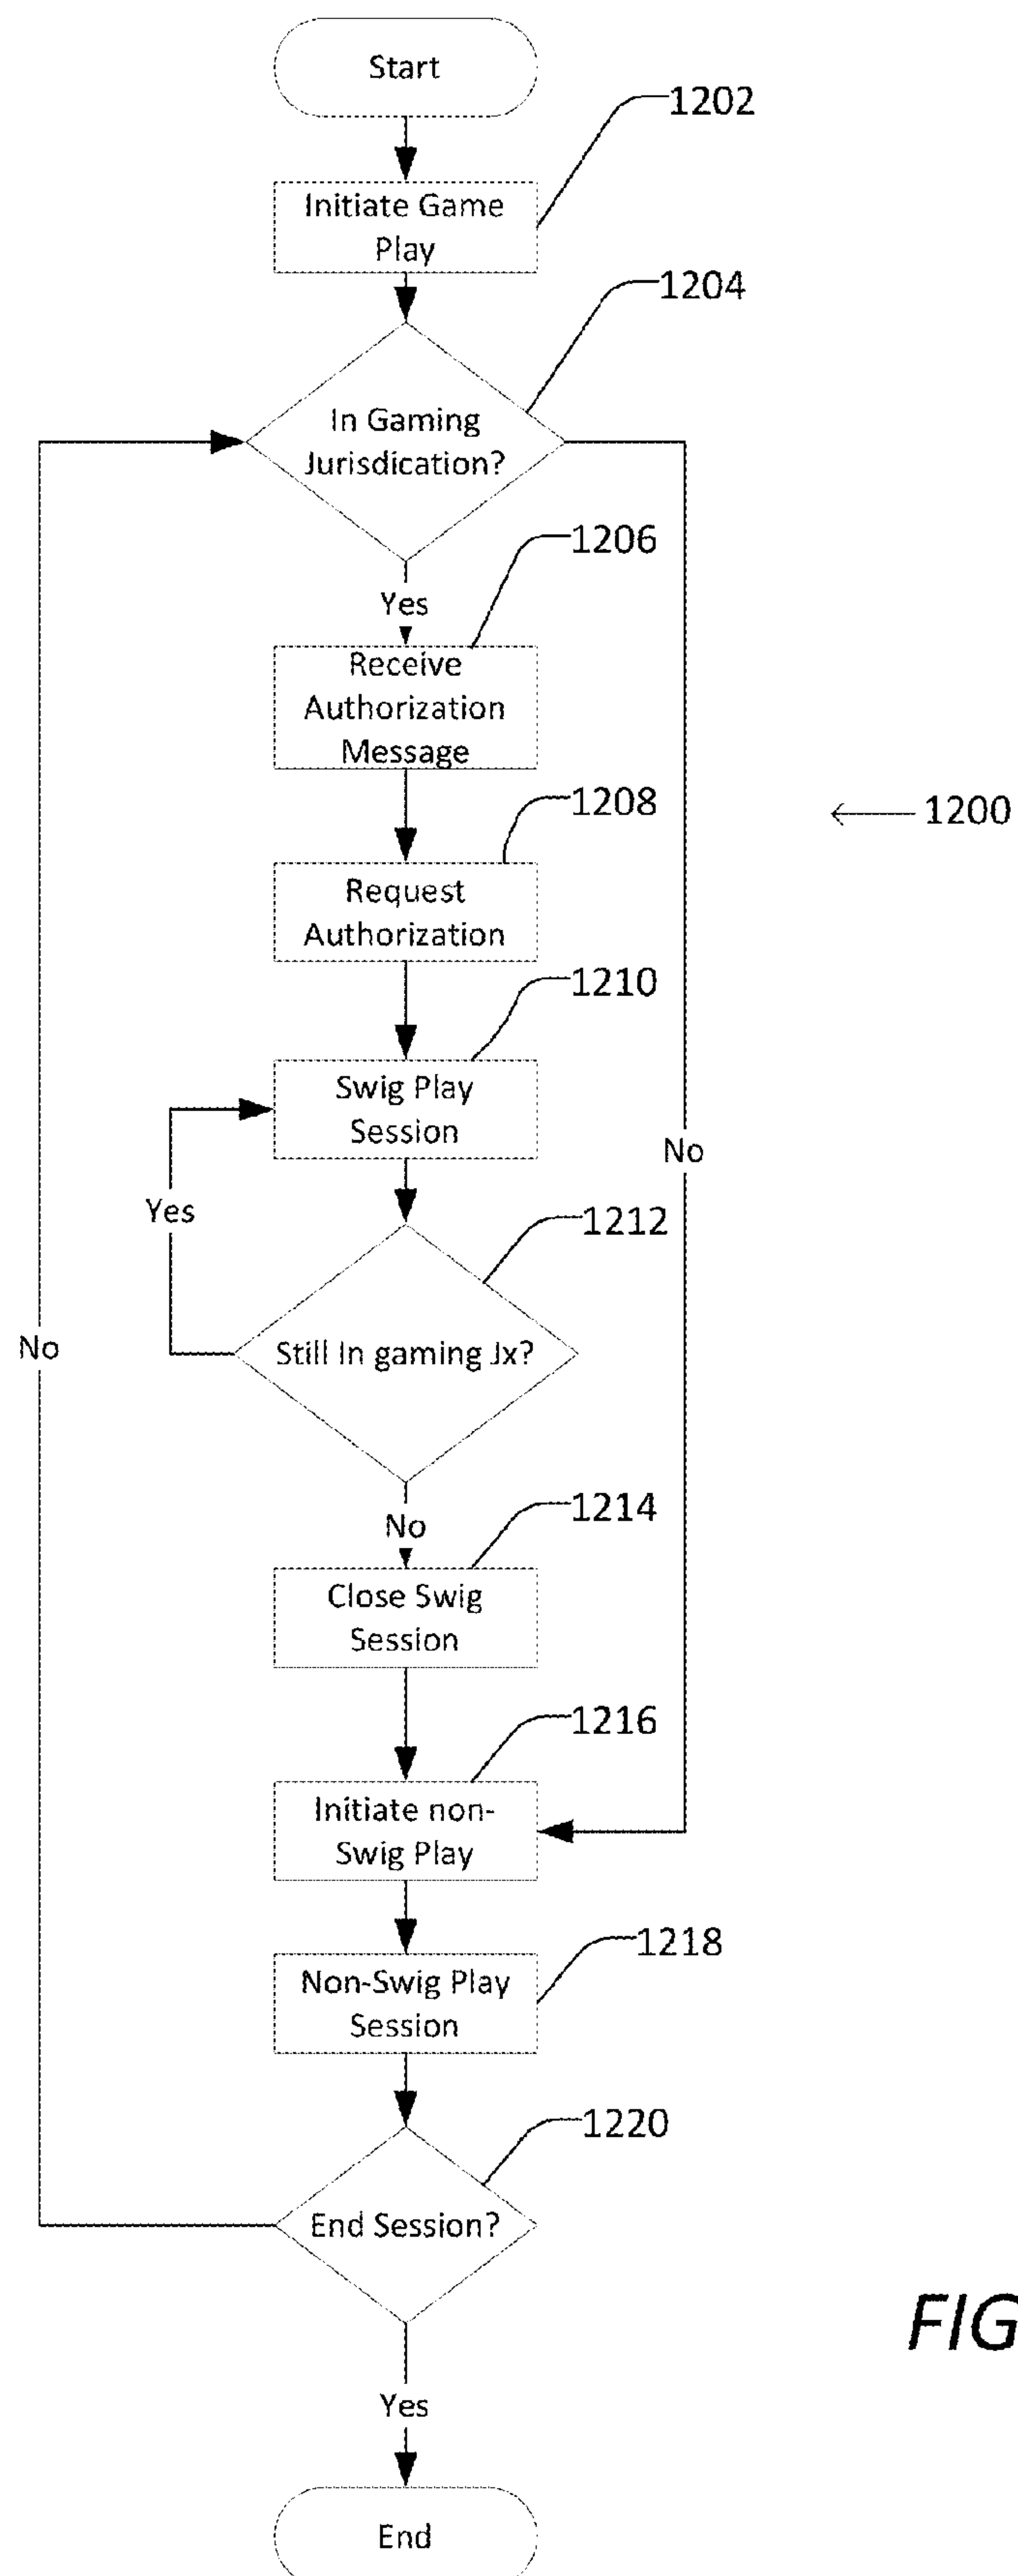 Start
1202
Initiate Game
Play
1204
In Gaming
Jurisdication?
1206
Yes
Receive
Authorization
Message
1208
1200
Request
Authorization
1210
Swig Play
Session
No
Yes
1212
No
Still In gaming Jx?
1214
No
Close Swig
Session
1216
Initiate non-
Swig Play
1218
Non-Swig Play
Session
1220
End Session?
FIG
Yes
End